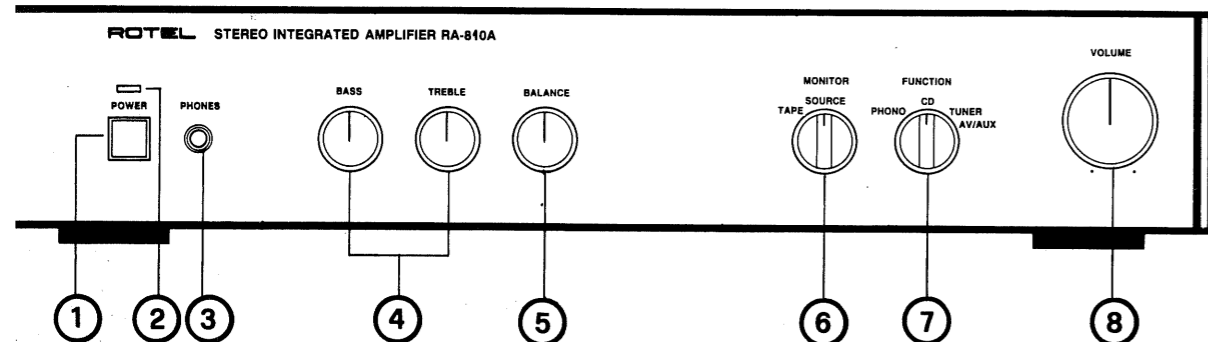 ROTEL STEREO INTEGRATED AMPLIFIER RA-810A
VOLUME
MONITOR FUNCTION
POWER PHONES BASS TREBLE BALANCE
SOURCE CD
TAPE PHONO TUNER
AV/AUX
1 2 3 4 5 6 7 8